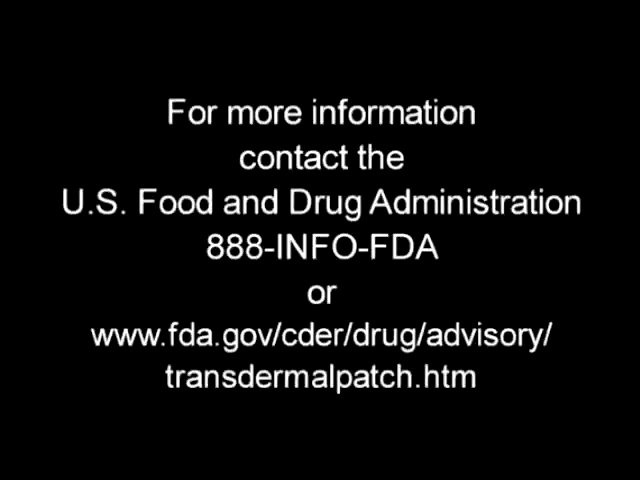 For more information
contact the
U.S. Food and Drug Administration
888-INFO-FDA
or
www.fda.gov/cder/drug/advisory/
transdermalpatch.htm